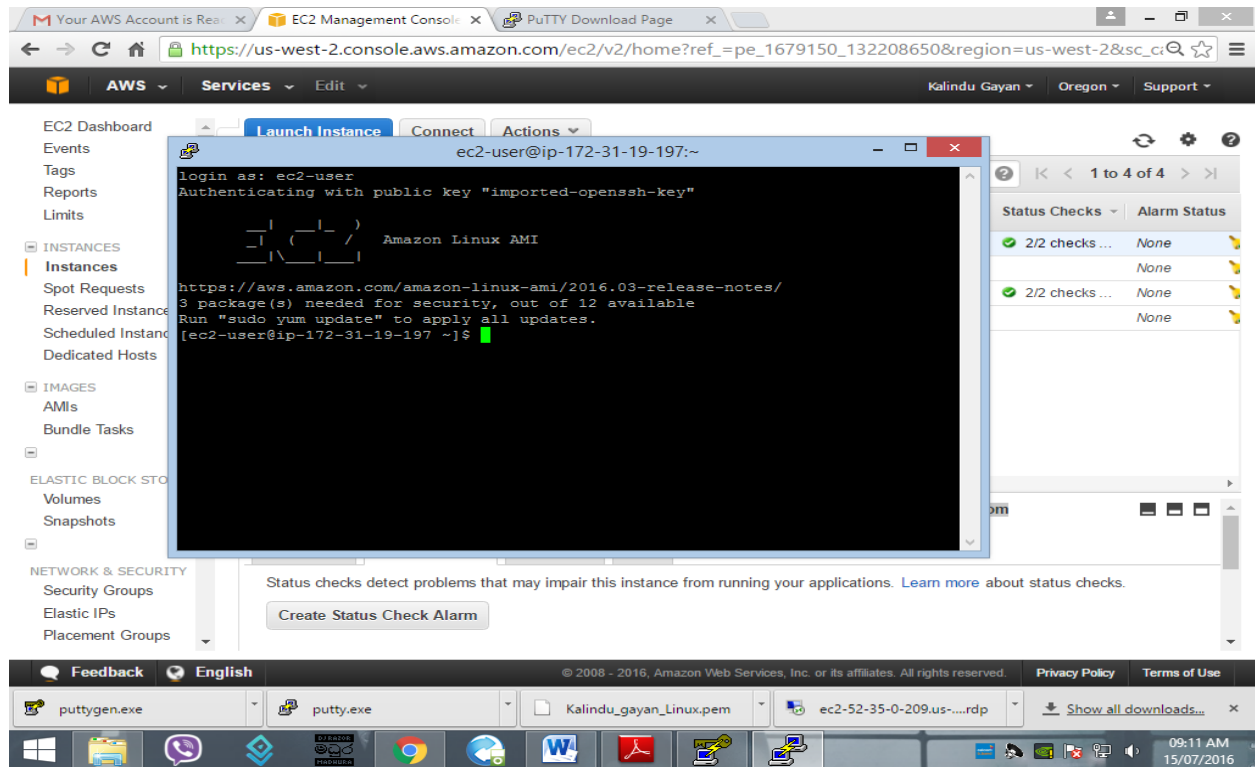 Your AWS Account is Rea
EC2 Management Console
PuTTY Download Page
https://us-west-2.console.aws.amazon.com/ec2/v2/home?ref_=pe_1679150_132208650&region=us-west-2&sc_c
AWS Services Edit Kalindu Gayan Oregon Support
EC2 Dashboard
Events
Tags
Reports
Limits
INSTANCES
Instances
Spot Requests
Reserved Instance
Scheduled Instanc
Dedicated Hosts
IMAGES
AMIs
Bundle Tasks
ELASTIC BLOCK STO
Volumes
Snapshots
NETWORK & SECURITY
Security Groups
Elastic IPs
Placement Groups
Launch Instance Connect Actions
1 to 4 of 4
Status Checks Alarm Status
2/2 checks ... None
None
2/2 checks ... None
None
ec2-user@ip-172-31-19-197:~
login as: ec2-user
Authenticating with public key "imported-openssh-key"
       __|  __|_  )
       _|  (     /   Amazon Linux AMI
      ___|\___|___|
https://aws.amazon.com/amazon-linux-ami/2016.03-release-notes/
3 package(s) needed for security, out of 12 available
Run "sudo yum update" to apply all updates.
[ec2-user@ip-172-31-19-197 ~]$
om
Status checks detect problems that may impair this instance from running your applications. Learn more about status checks.
Create Status Check Alarm
Feedback English © 2008 - 2016, Amazon Web Services, Inc. or its affiliates. All rights reserved. Privacy Policy Terms of Use
puttygen.exe putty.exe Kalindu_gayan_Linux.pem ec2-52-35-0-209.us-....rdp Show all downloads...
MADHURA
09:11 AM
15/07/2016